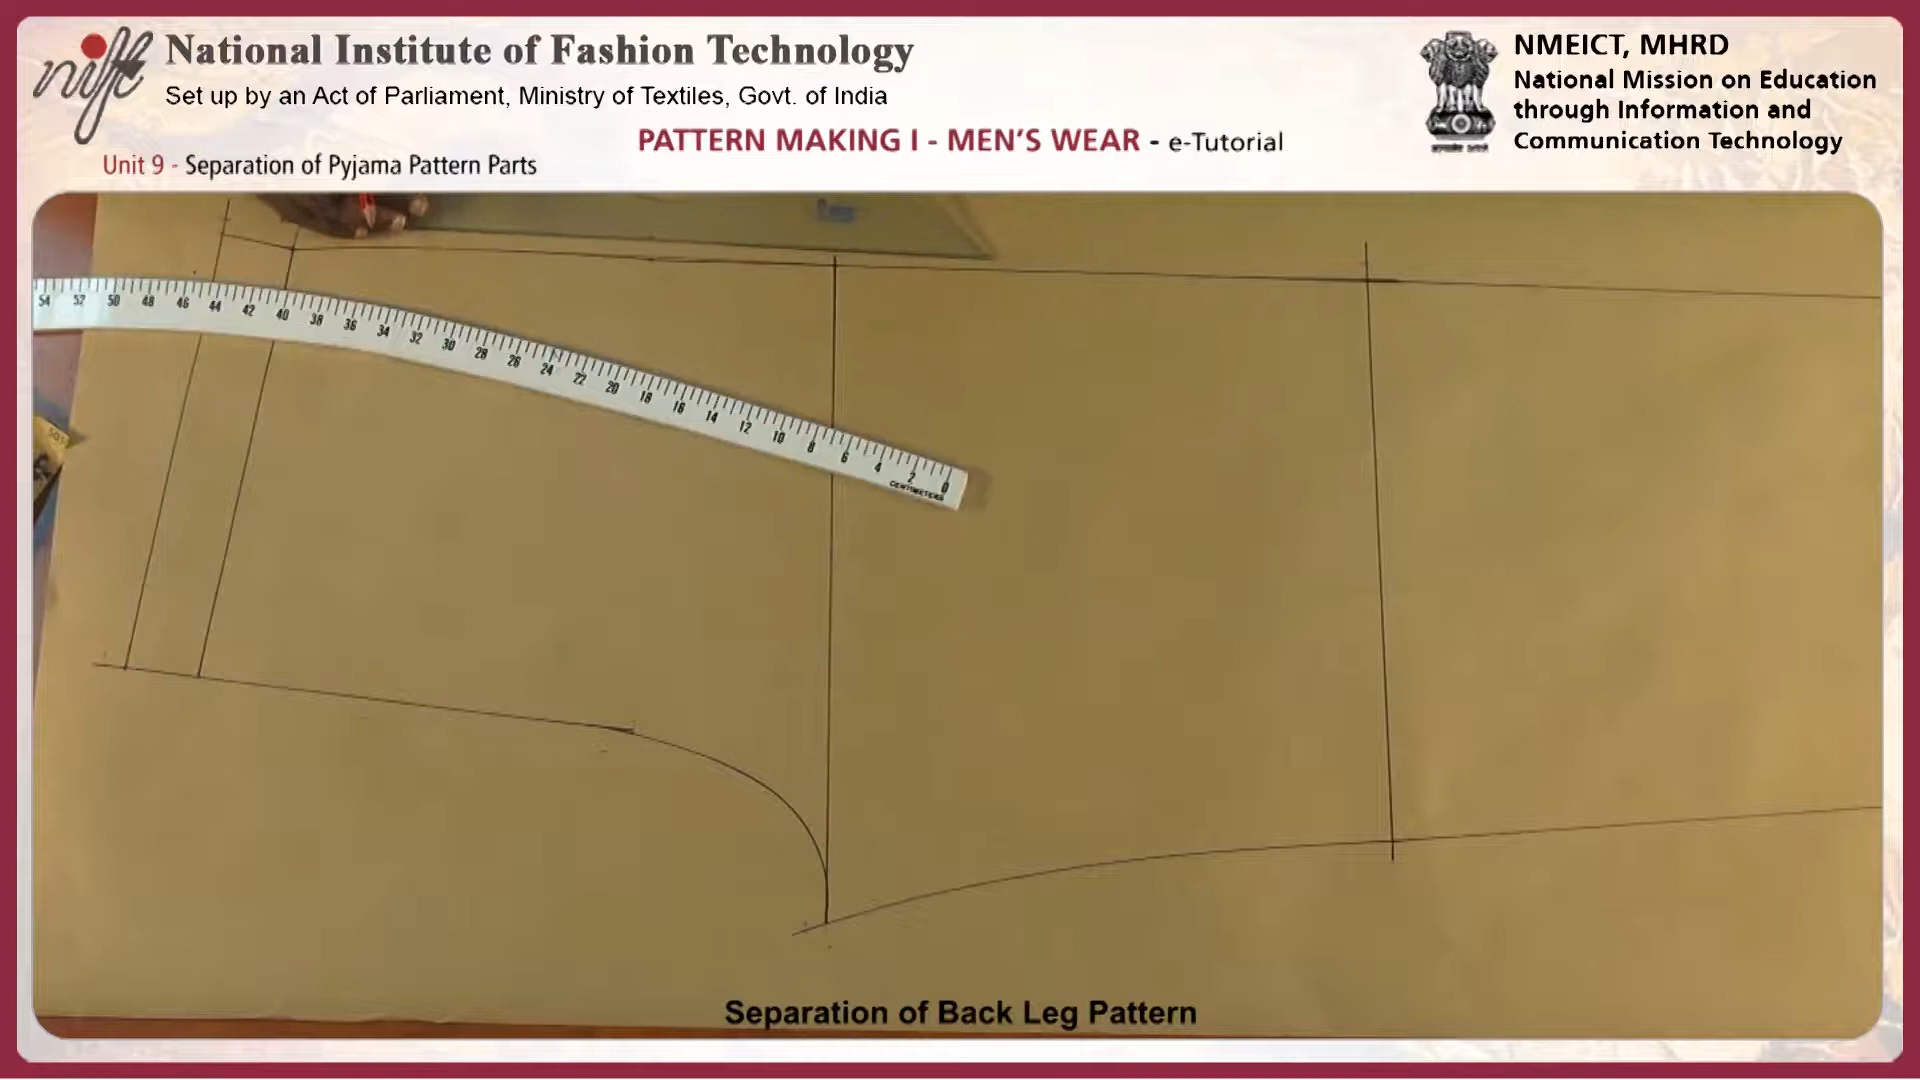 nift
National Institute of Fashion Technology
Set up by an Act of Parliament, Ministry of Textiles, Govt. of India
NMEICT, MHRD
National Mission on Education
through Information and
Communication Technology
PATTERN MAKING I - MEN'S WEAR - e-Tutorial
Unit 9 - Separation of Pyjama Pattern Parts
54 52 50 48 46 44 42 40 38 36 34 32 30 28 26 24 22 20 18 16 14 12 10 8 6 4 2 0
CENTIMETERS
Separation of Back Leg Pattern